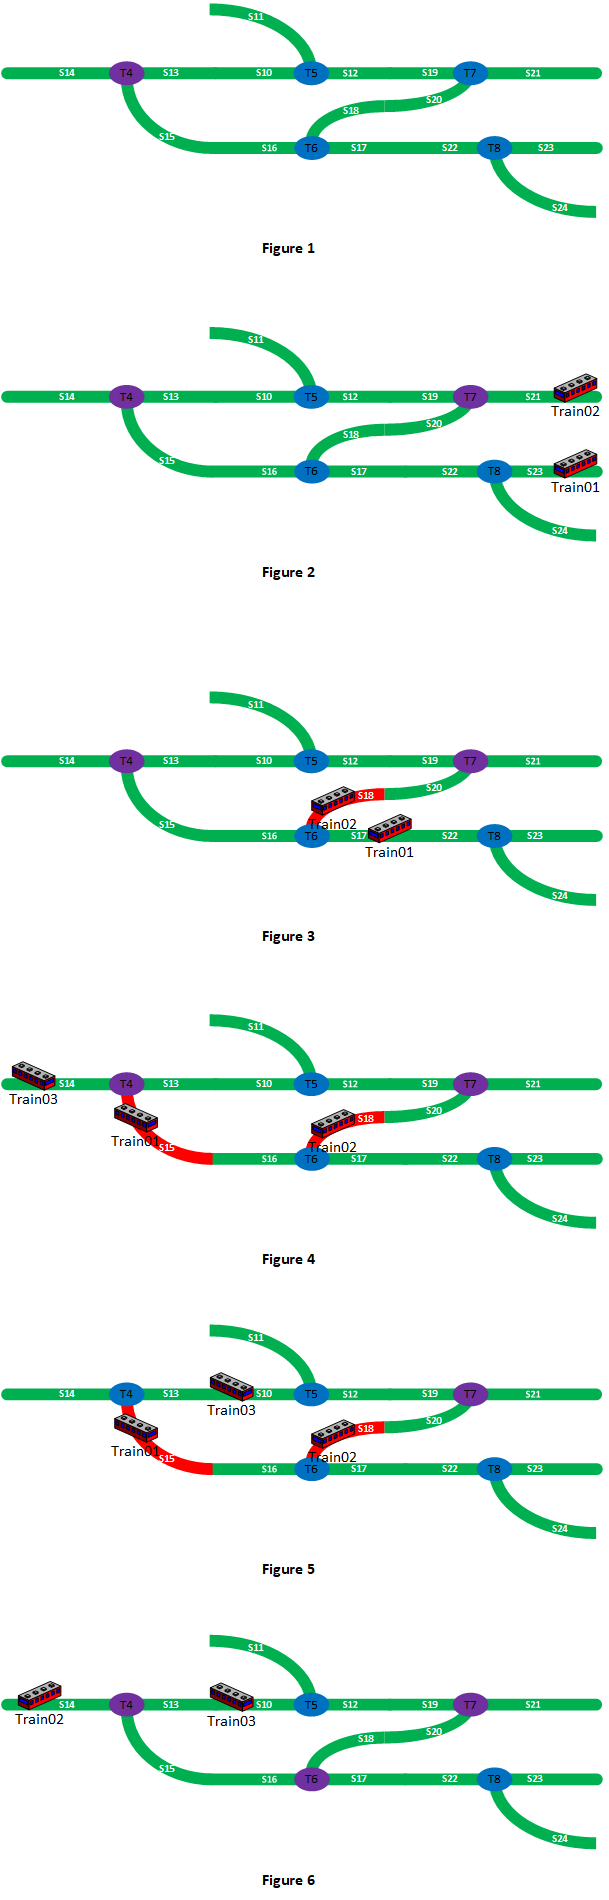 S11
S14 T4 S13 S10 T5 S12 S19 T7 S21
S20
S18
S15
S16 T6 S17 S22 T8 S23
S24
Figure 1
S11
S14 T4 S13 S10 T5 S12 S19 T7 S21
Train02
S20
S18
S15
S16 T6 S17 S22 T8 S23
Train01
S24
Figure 2
S11
S14 T4 S13 S10 T5 S12 S19 T7 S21
S20
S18
Train02
S15
S16 T6 S17 S22 T8 S23
Train01
S24
Figure 3
S11
S14 T4 S13 S10 T5 S12 S19 T7 S21
Train03
S20
S18
Train01
Train02
S15
S16 T6 S17 S22 T8 S23
S24
Figure 4
S11
S14 T4 S13 S10 T5 S12 S19 T7 S21
Train03
S20
S18
Train01
Train02
S15
S16 T6 S17 S22 T8 S23
S24
Figure 5
S11
S14 T4 S13 S10 T5 S12 S19 T7 S21
Train02
Train03
S20
S18
S15
S16 T6 S17 S22 T8 S23
S24
Figure 6